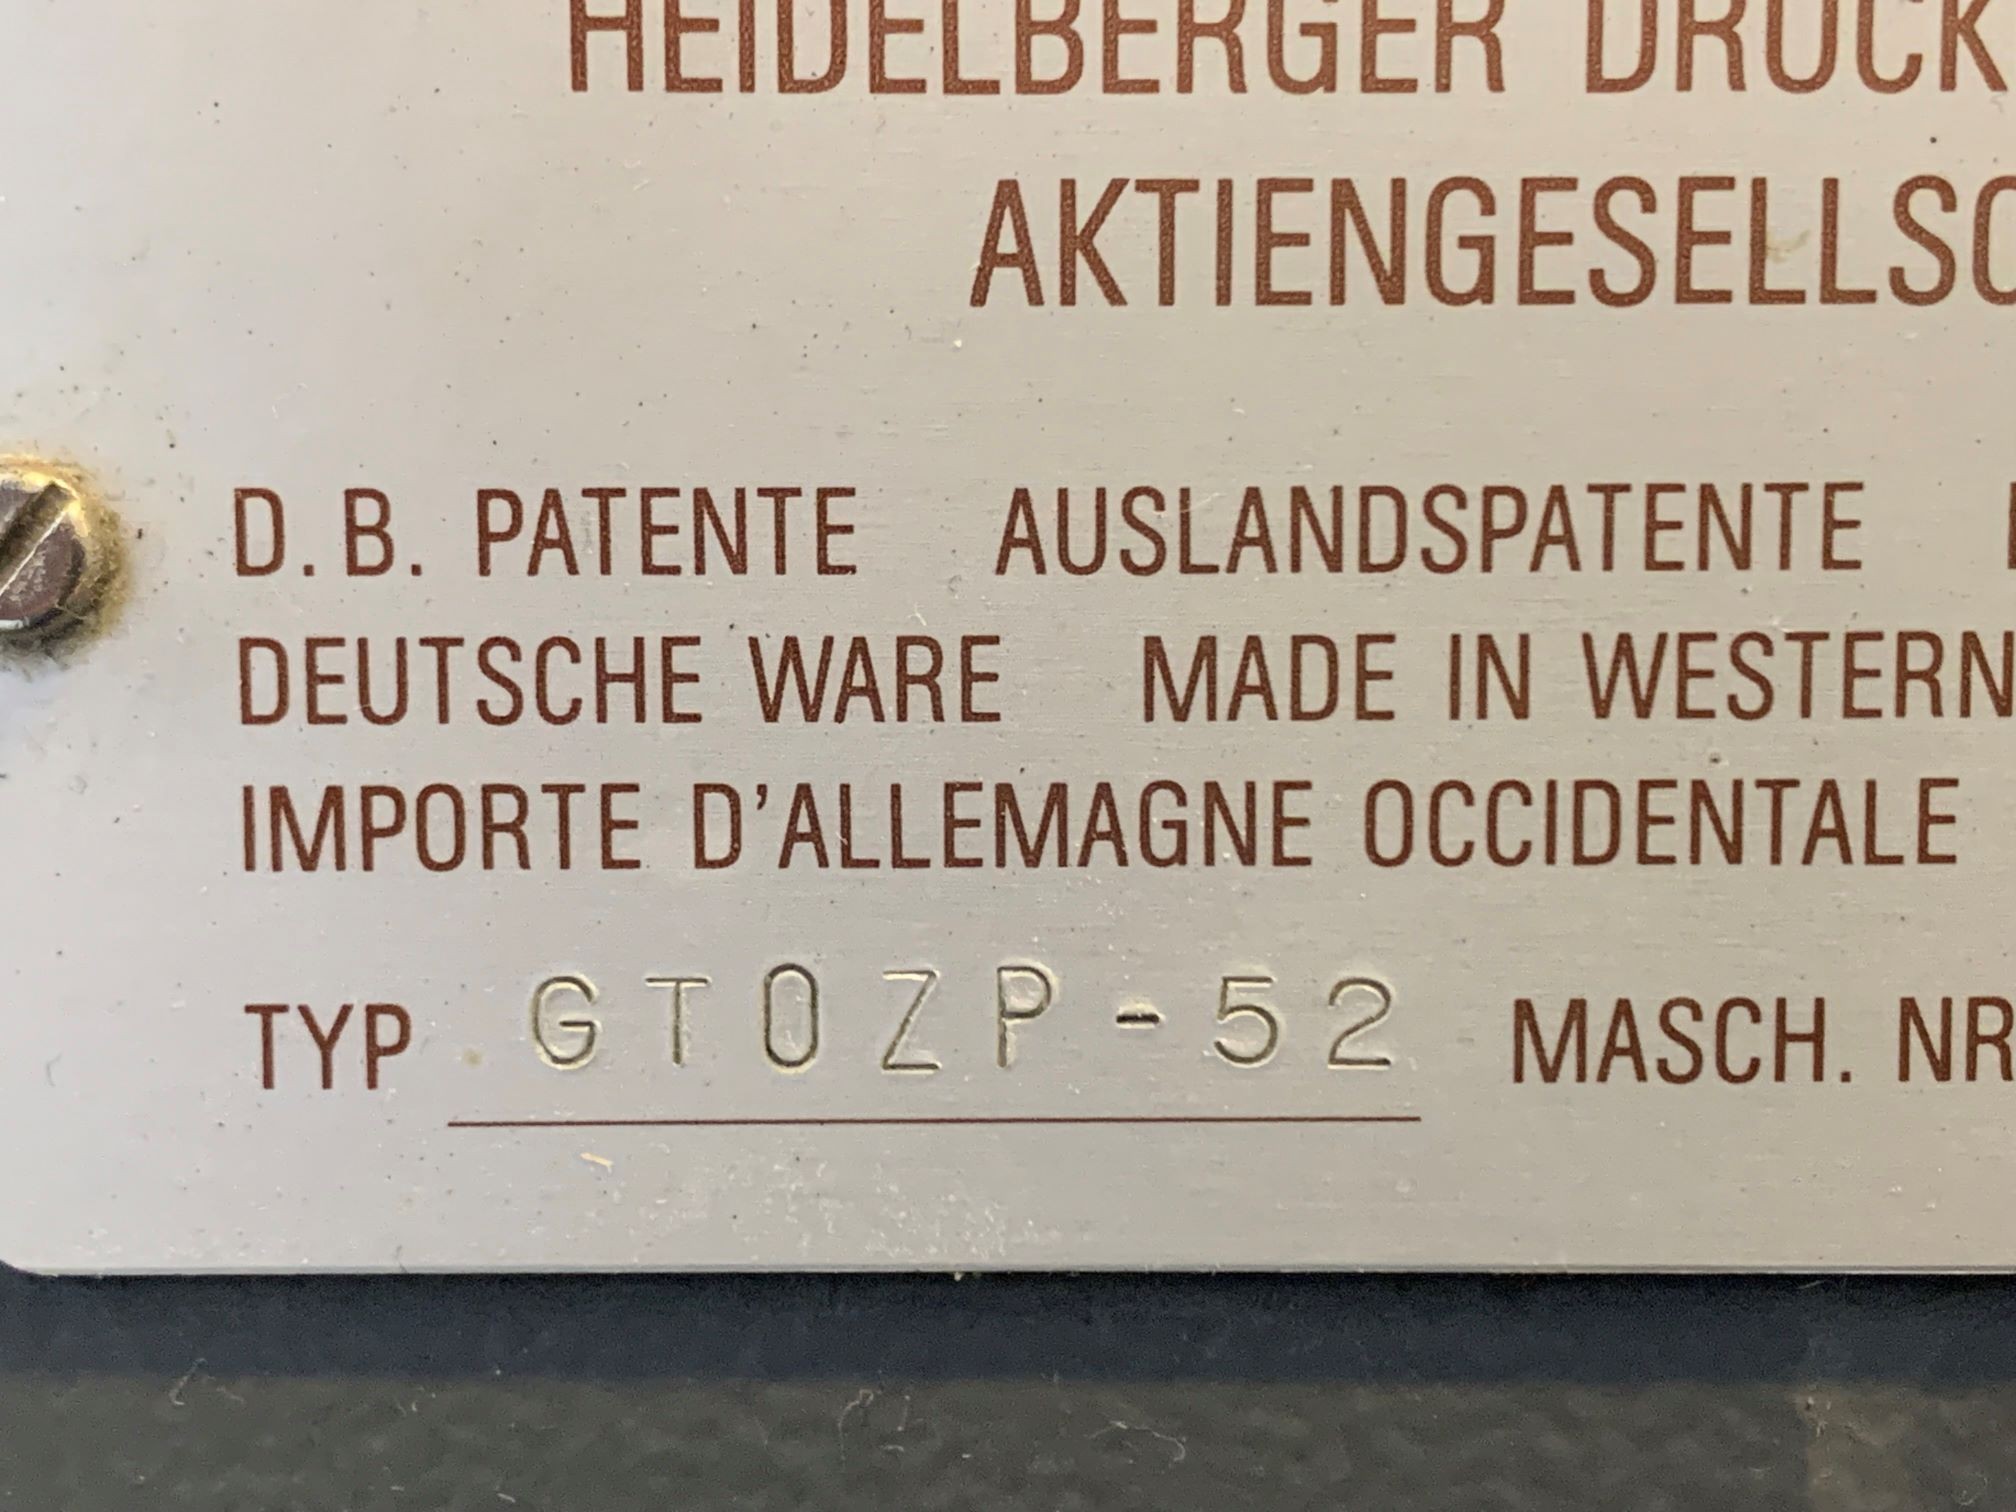 HEIDELBERGER DRUCK
AKTIENGESELLSC
D. B. PATENTE AUSLANDSPATENTE
DEUTSCHE WARE MADE IN WESTERN
IMPORTE D'ALLEMAGNE OCCIDENTALE
TYP GTOZP-52 MASCH. NR